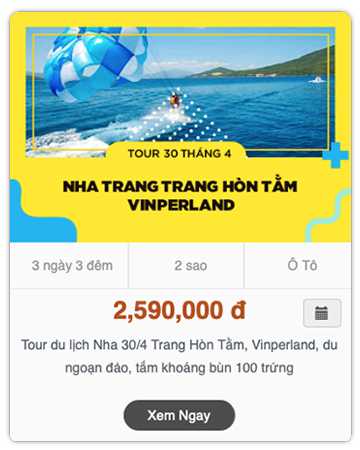 TOUR 30 THÁNG 4
NHA TRANG TRANG HÒN TẰM
VINPERLAND
3 ngày 3 đêm
2 sao
Ô Tô
2,590,000 đ
Tour du lịch Nha 30/4 Trang Hòn Tằm, Vinperland, du
ngoạn đảo, tắm khoáng bùn 100 trứng
Xem Ngay